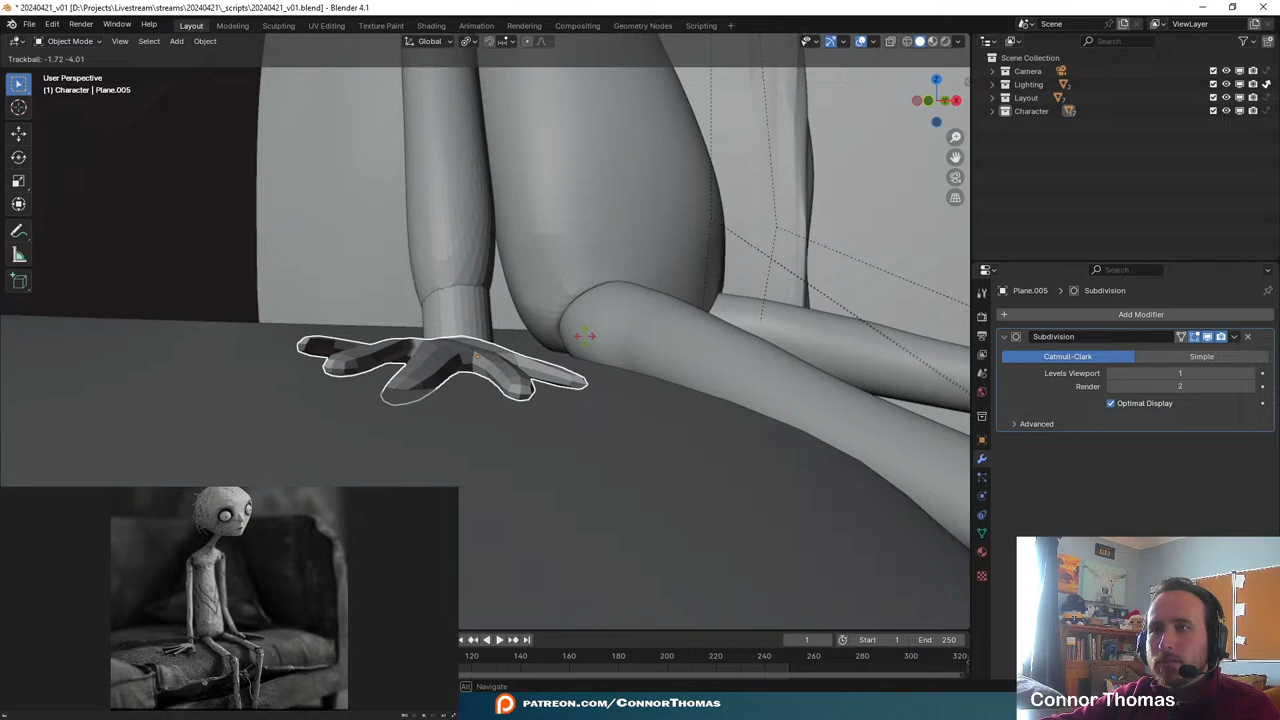 * 20240421_v01 [D:\Projects\Livestream\streams\20240421\_scripts\20240421_v01.blend] - Blender 4.1
File Edit Render Window Help Layout Modeling Sculpting UV Editing Texture Paint Shading Animation Rendering Compositing Geometry Nodes Scripting + Scene ViewLayer
Object Mode View Select Add Object Global Search
Trackball: -1.72 -4.01
User Perspective
(1) Character | Plane.005
Z
Y
X
Scene Collection
Camera
Lighting 2
Layout
Character
Search
Plane.005 Subdivision
+ Add Modifier
Subdivision
Catmull-Clark Simple
Levels Viewport 1
Render 2
Optimal Display
Advanced
1 Start 1 End 250
120 140 160 180 200 220 240 260 280 300 320
Alt Navigate
PATREON.COM/CONNORTHOMAS
Connor Thomas